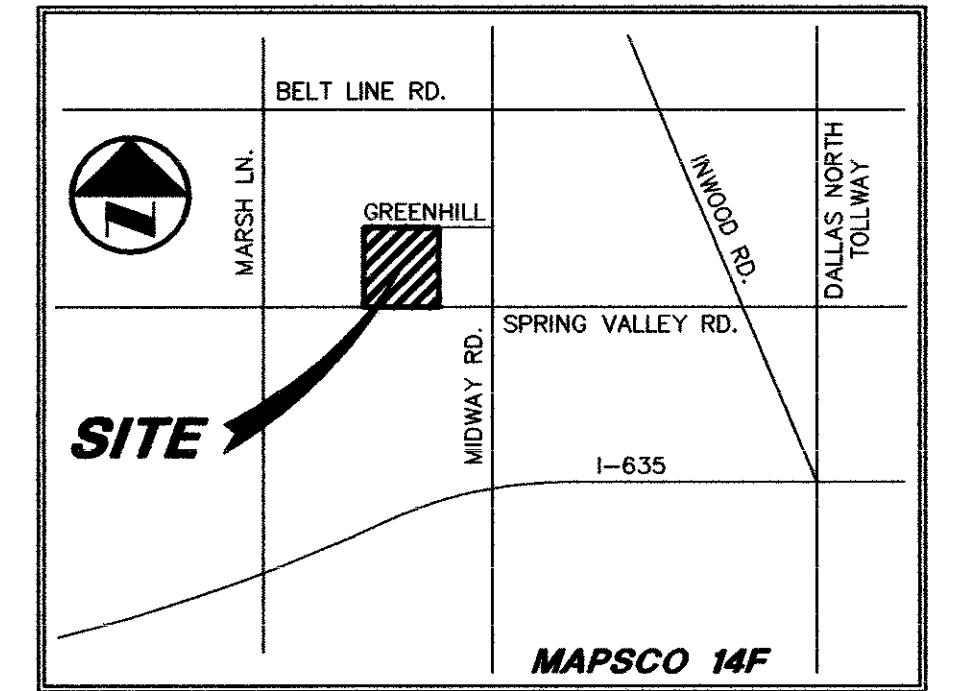 BELT LINE RD.
MARSH LN.
GREENHILL
INWOOD RD.
DALLAS NORTH
TOLLWAY
SPRING VALLEY RD.
MIDWAY RD.
SITE
I-635
MAPSCO 14F